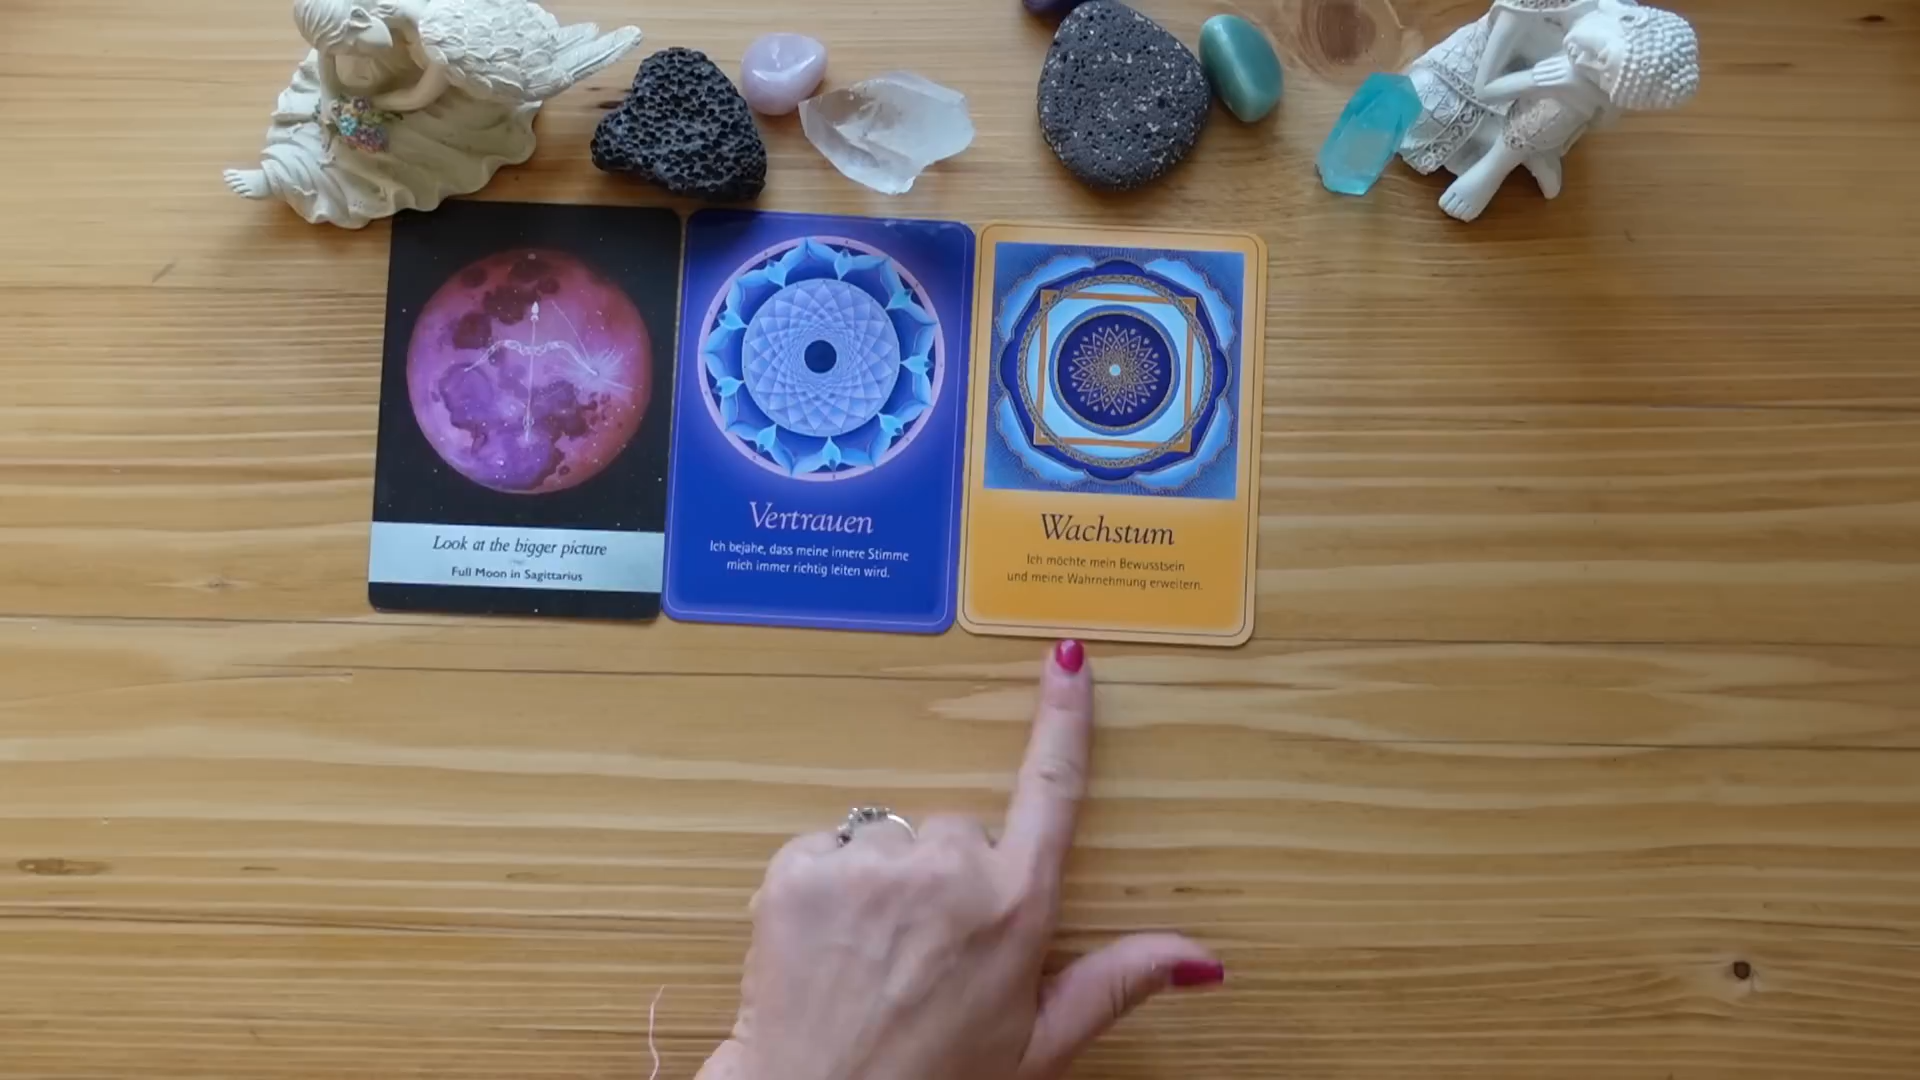 Look at the bigger picture
Full Moon in Sagittarius
Vertrauen
Ich bejahe, dass meine innere Stimme
mich immer richtig leiten wird.
Wachstum
Ich möchte mein Bewusstsein
und meine Wahrnehmung erweitern.